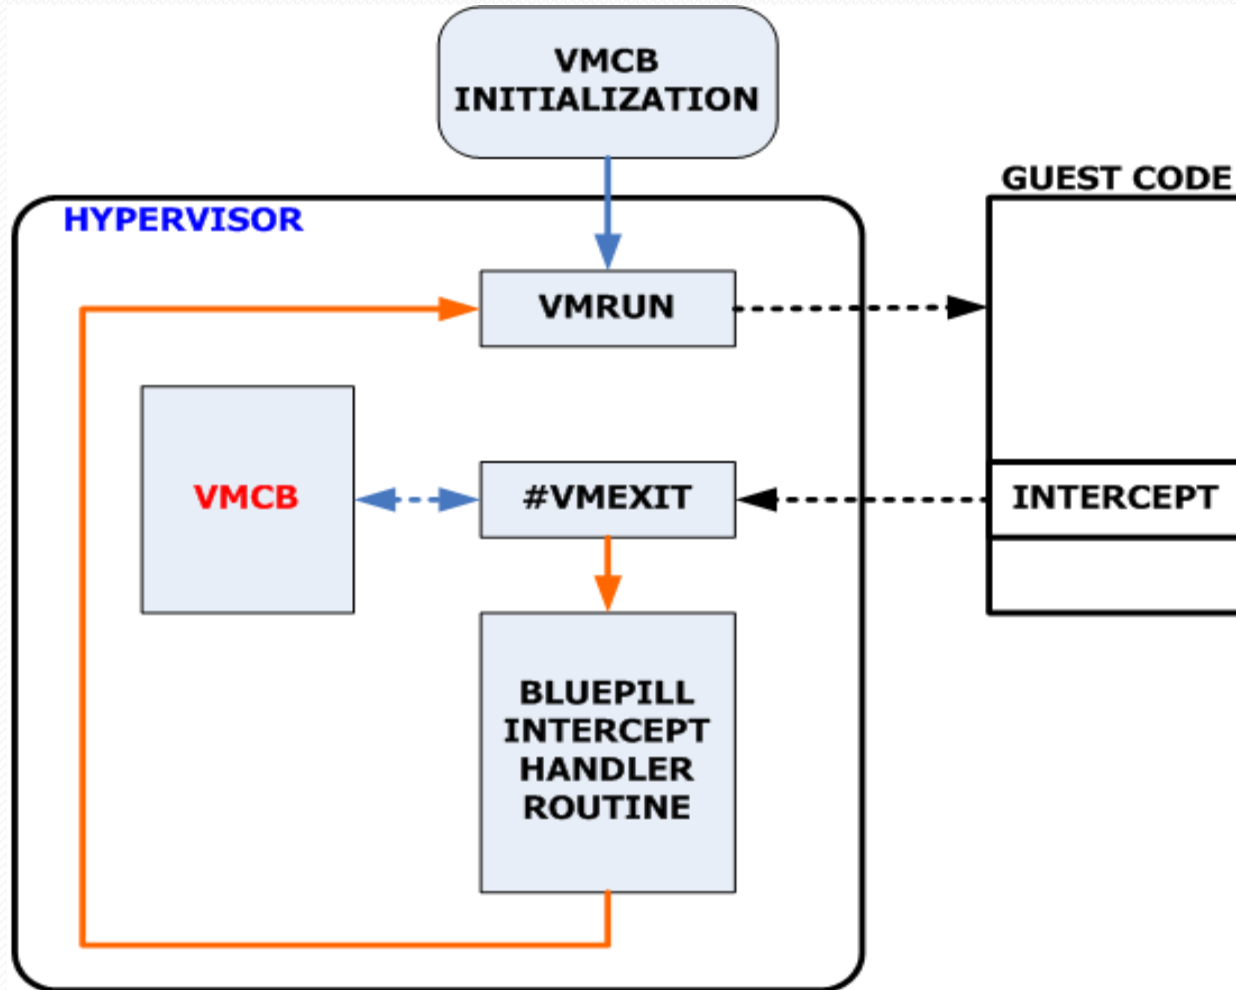 VMCB
INITIALIZATION
GUEST CODE
HYPERVISOR
VMRUN
VMCB
#VMEXIT
INTERCEPT
BLUEPILL
INTERCEPT
HANDLER
ROUTINE